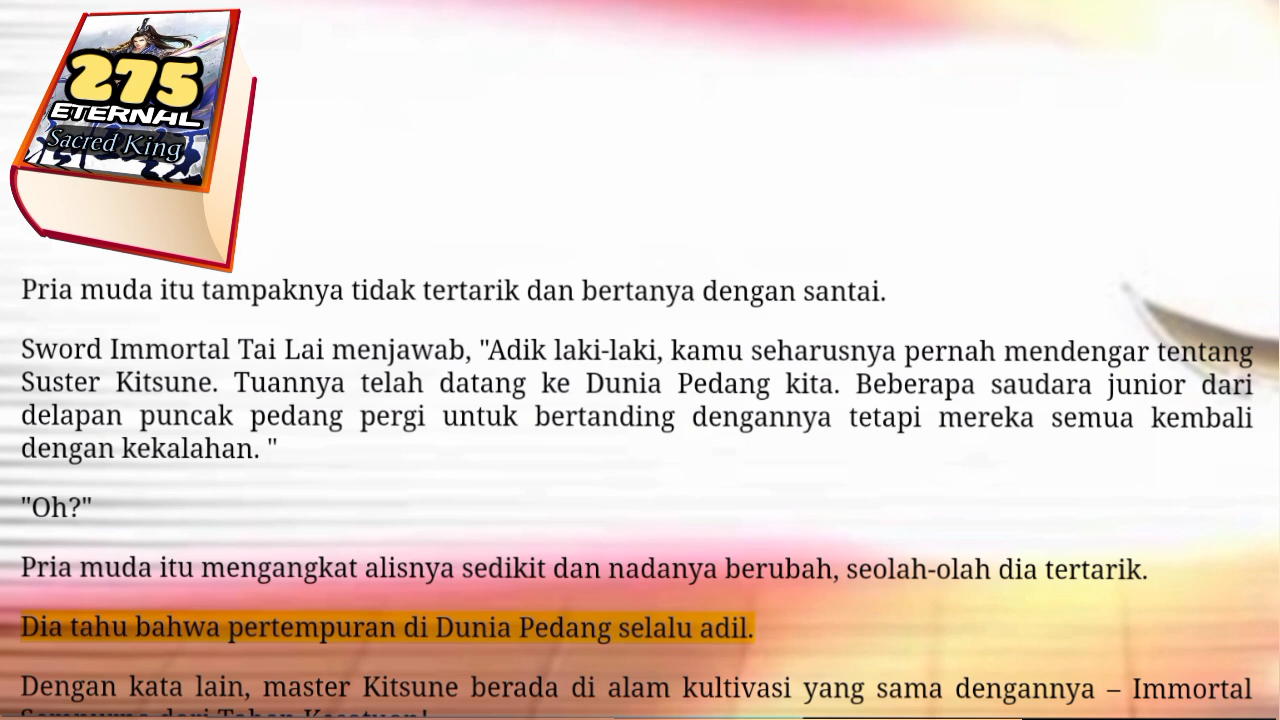 275
ETERNAL
Sacred King
Pria muda itu tampaknya tidak tertarik dan bertanya dengan santai.
Sword Immortal Tai Lai menjawab, "Adik laki-laki, kamu seharusnya pernah mendengar tentang
Suster Kitsune. Tuannya telah datang ke Dunia Pedang kita. Beberapa saudara junior dari
delapan puncak pedang pergi untuk bertanding dengannya tetapi mereka semua kembali
dengan kekalahan. "
"Oh?"
Pria muda itu mengangkat alisnya sedikit dan nadanya berubah, seolah-olah dia tertarik.
Dia tahu bahwa pertempuran di Dunia Pedang selalu adil.
Dengan kata lain, master Kitsune berada di alam kultivasi yang sama dengannya – Immortal